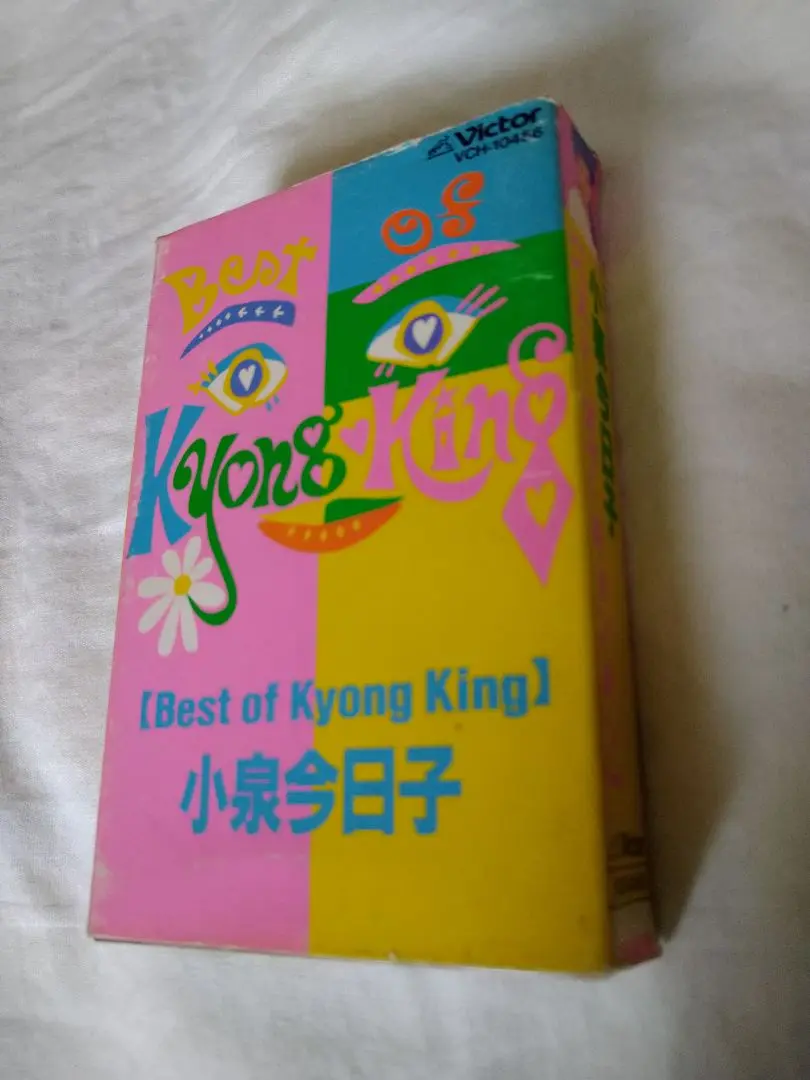 Victor
VCH-10456
Best Of
Kyong♥King
【Best of Kyong King】
小泉今日子